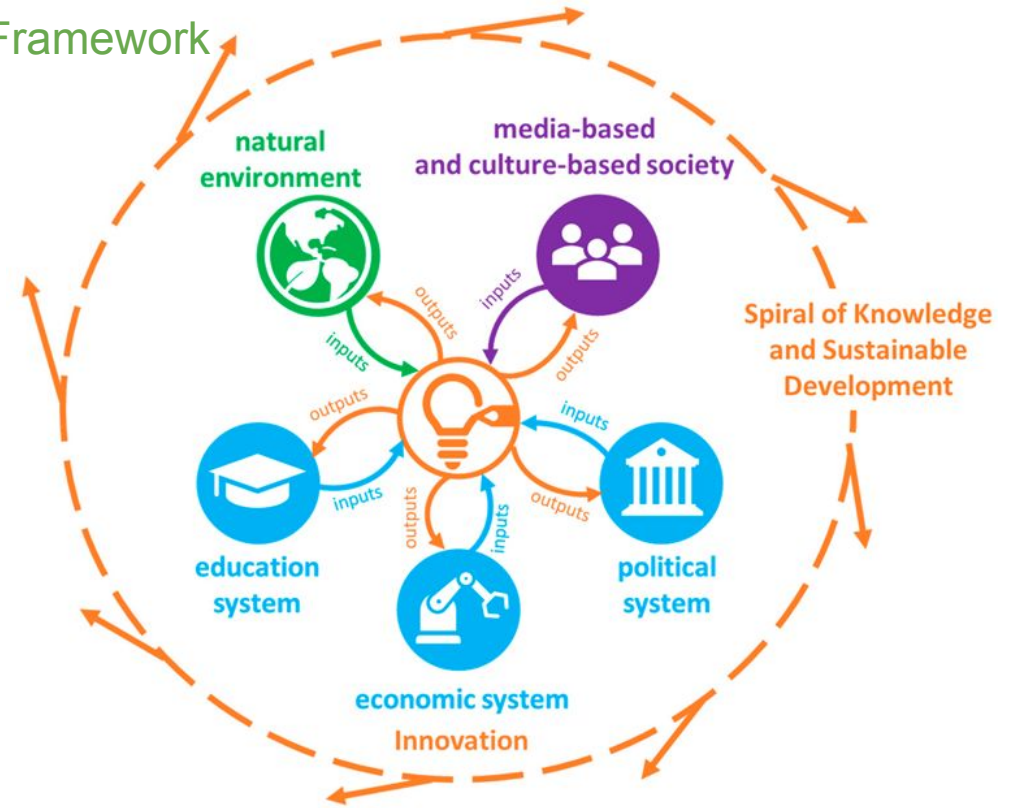 Framework
natural
environment
media-based
and culture-based society
inputs
outputs
inputs
outputs
Spiral of Knowledge
and Sustainable
Development
outputs
inputs
inputs
outputs
outputs
inputs
education
system
political
system
economic system
Innovation